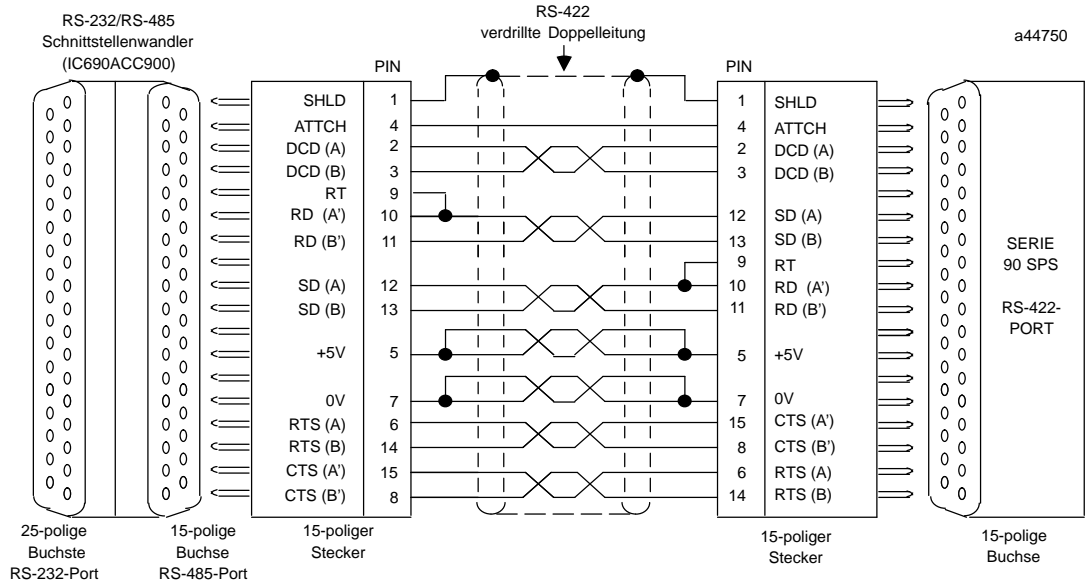 RS-232/RS-485
Schnittstellenwandler
(IC690ACC900)
RS-422
verdrillte Doppelleitung
a44750
PIN
PIN
SHLD 1
1 SHLD
ATTCH 4
4 ATTCH
DCD (A) 2
2 DCD (A)
DCD (B) 3
3 DCD (B)
RT 9
RD (A') 10
12 SD (A)
RD (B') 11
13 SD (B)
9 RT
SD (A) 12
10 RD (A')
SD (B) 13
11 RD (B')
+5V 5
5 +5V
0V 7
7 0V
RTS (A) 6
15 CTS (A')
RTS (B) 14
8 CTS (B')
CTS (A') 15
6 RTS (A)
CTS (B') 8
14 RTS (B)
SERIE
90 SPS
RS-422-
PORT
25-polige
Buchste
RS-232-Port
15-polige
Buchse
RS-485-Port
15-poliger
Stecker
15-poliger
Stecker
15-polige
Buchse